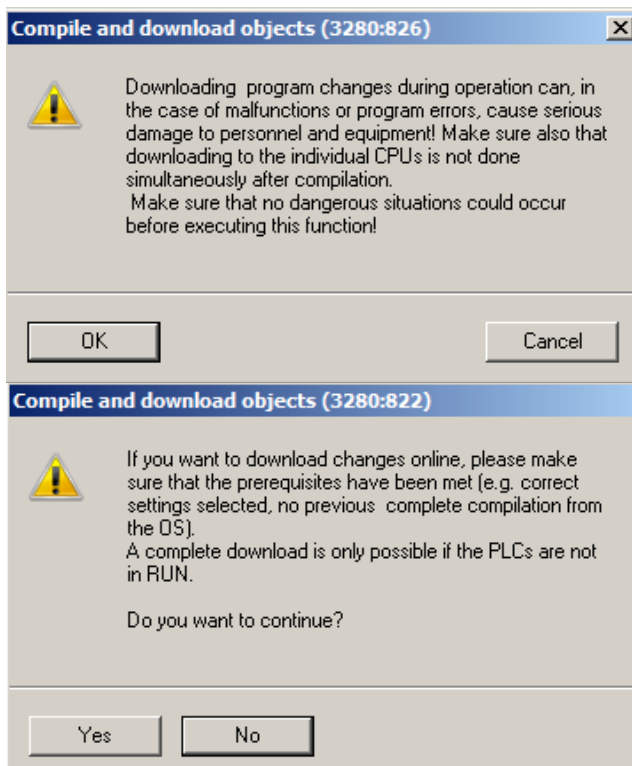 Compile and download objects (3280:826)
Downloading program changes during operation can, in
the case of malfunctions or program errors, cause serious
damage to personnel and equipment! Make sure also that
downloading to the individual CPUs is not done
simultaneously after compilation.
Make sure that no dangerous situations could occur
before executing this function!
OK Cancel
Compile and download objects (3280:822)
If you want to download changes online, please make
sure that the prerequisites have been met (e.g. correct
settings selected, no previous complete compilation from
the OS).
A complete download is only possible if the PLCs are not
in RUN.
Do you want to continue?
Yes No